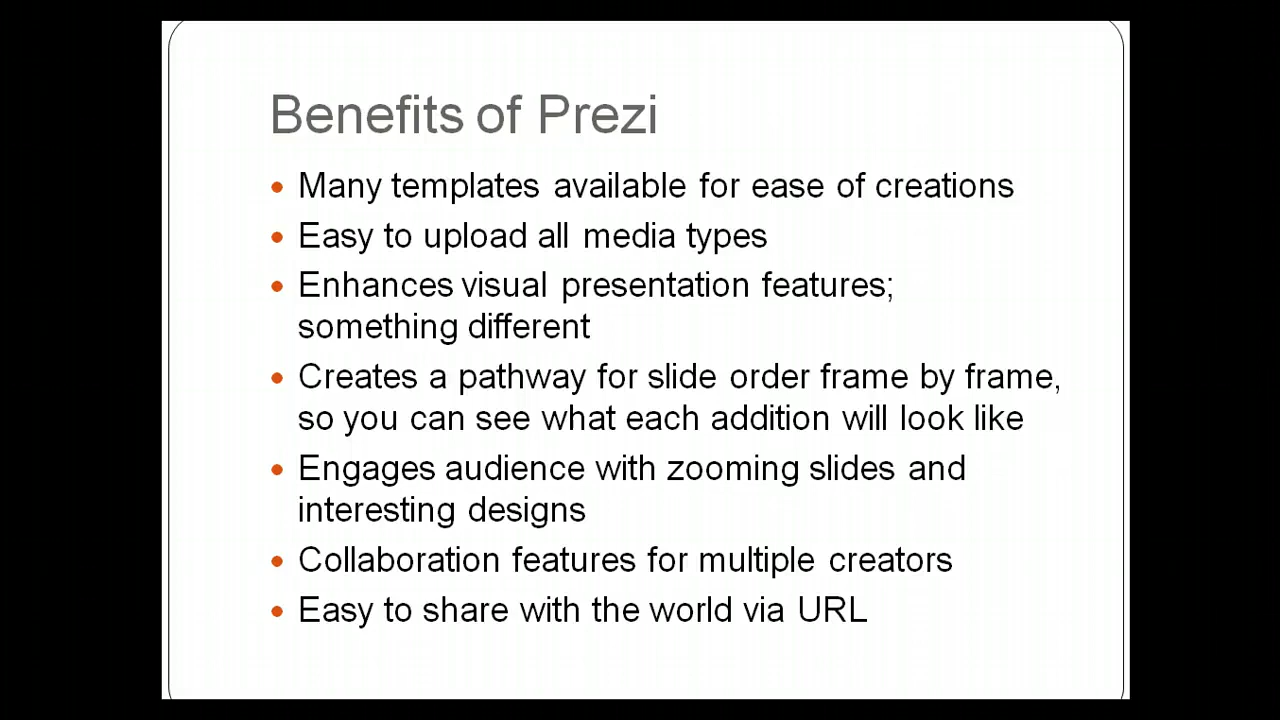 Benefits of Prezi
Many templates available for ease of creations
Easy to upload all media types
Enhances visual presentation features;
something different
Creates a pathway for slide order frame by frame,
so you can see what each addition will look like
Engages audience with zooming slides and
interesting designs
Collaboration features for multiple creators
Easy to share with the world via URL